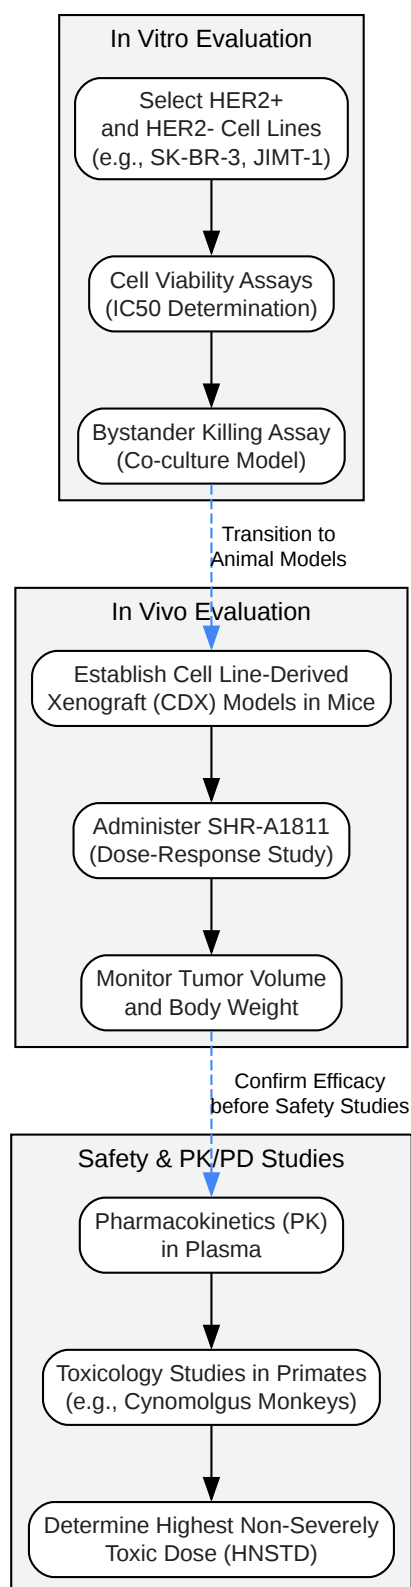 In Vitro Evaluation
Select HER2+
and HER2- Cell Lines
(e.g., SK-BR-3, JIMT-1)
Cell Viability Assays
(IC50 Determination)
Bystander Killing Assay
(Co-culture Model)
Transition to
Animal Models
In Vivo Evaluation
Establish Cell Line-Derived
Xenograft (CDX) Models in Mice
Administer SHR-A1811
(Dose-Response Study)
Monitor Tumor Volume
and Body Weight
Confirm Efficacy
before Safety Studies
Safety & PK/PD Studies
Pharmacokinetics (PK)
in Plasma
Toxicology Studies in Primates
(e.g., Cynomolgus Monkeys)
Determine Highest Non-Severely
Toxic Dose (HNSTD)